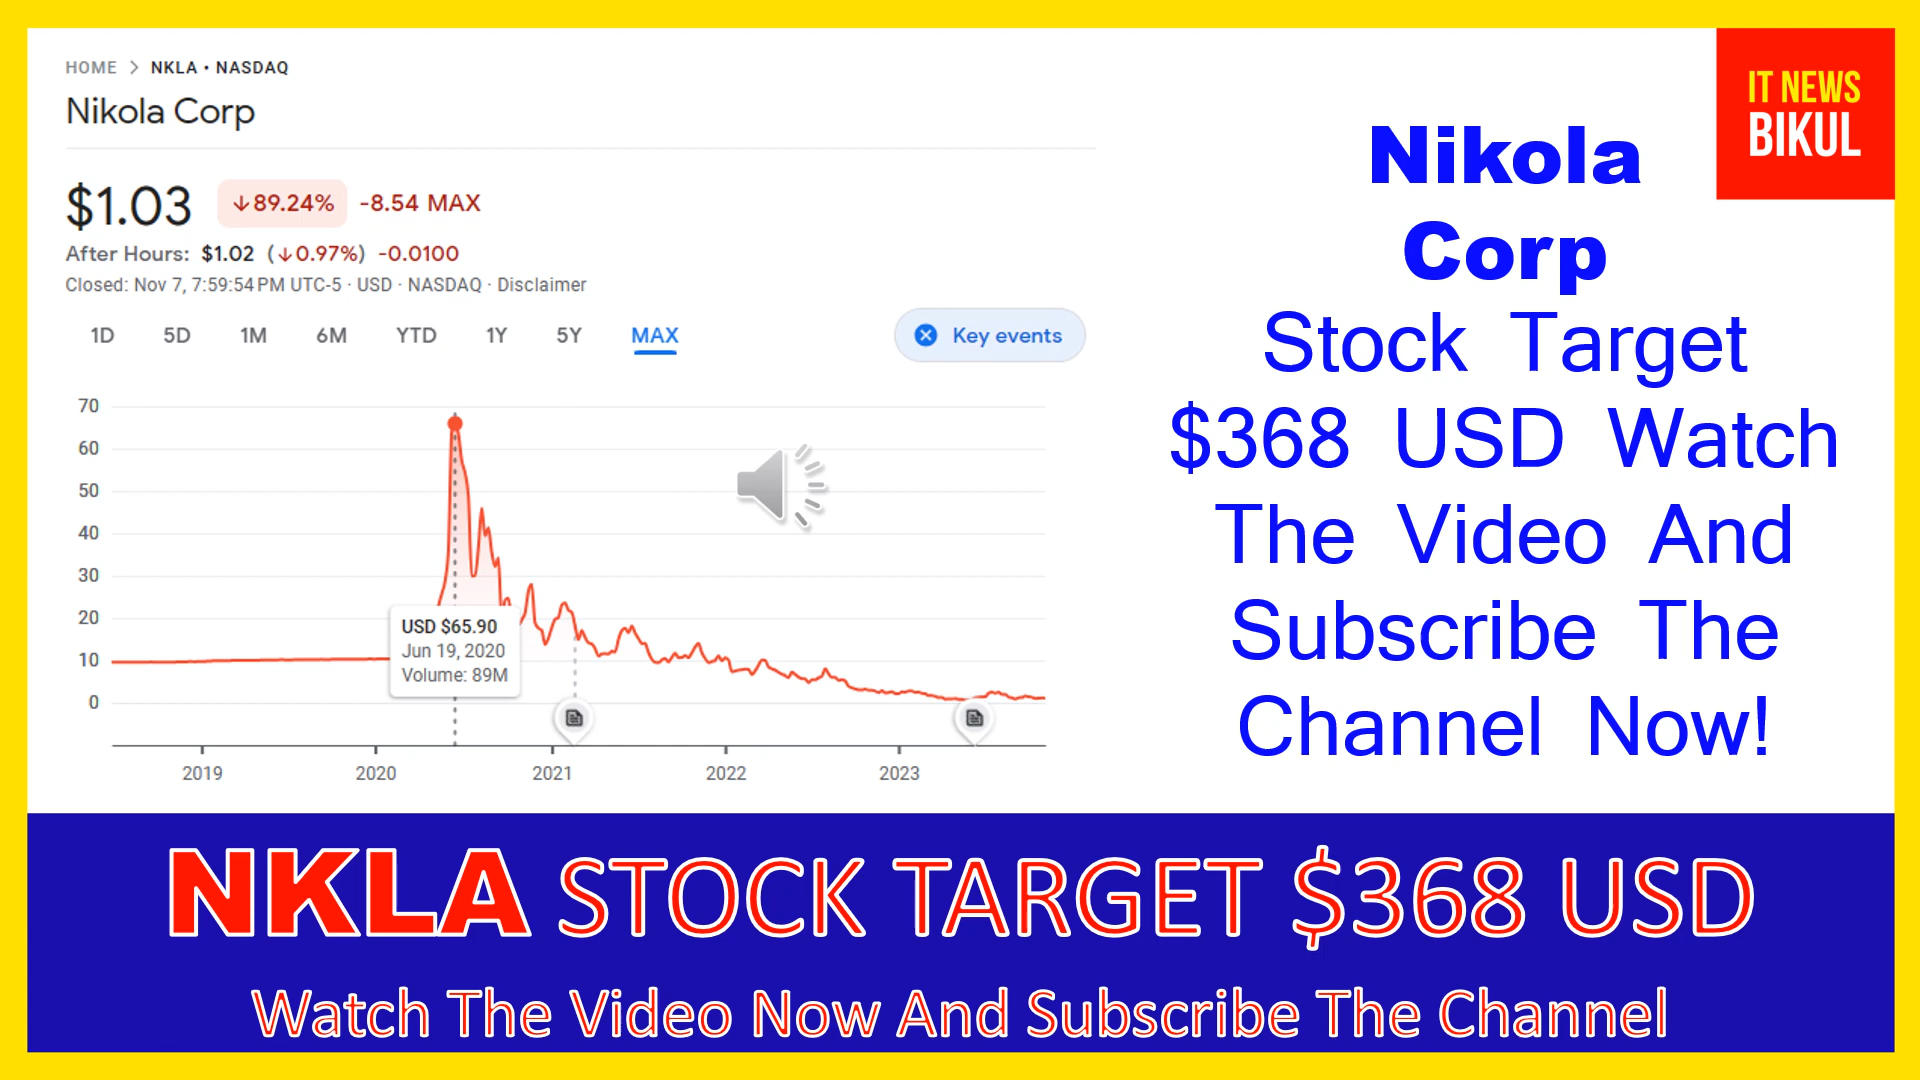 HOME > NKLA • NASDAQ
Nikola Corp
$1.03 ↓89.24% -8.54 MAX
After Hours: $1.02 (↓0.97%) -0.0100
Closed: Nov 7, 7:59:54 PM UTC-5 · USD · NASDAQ · Disclaimer
1D 5D 1M 6M YTD 1Y 5Y MAX
Key events
70
60
50
40
30
20
10
0
USD $65.90
Jun 19, 2020
Volume: 89M
2019 2020 2021 2022 2023
IT NEWS
BIKUL
Nikola
Corp
Stock Target
$368 USD Watch
The Video And
Subscribe The
Channel Now!
NKLA STOCK TARGET $368 USD
Watch The Video Now And Subscribe The Channel